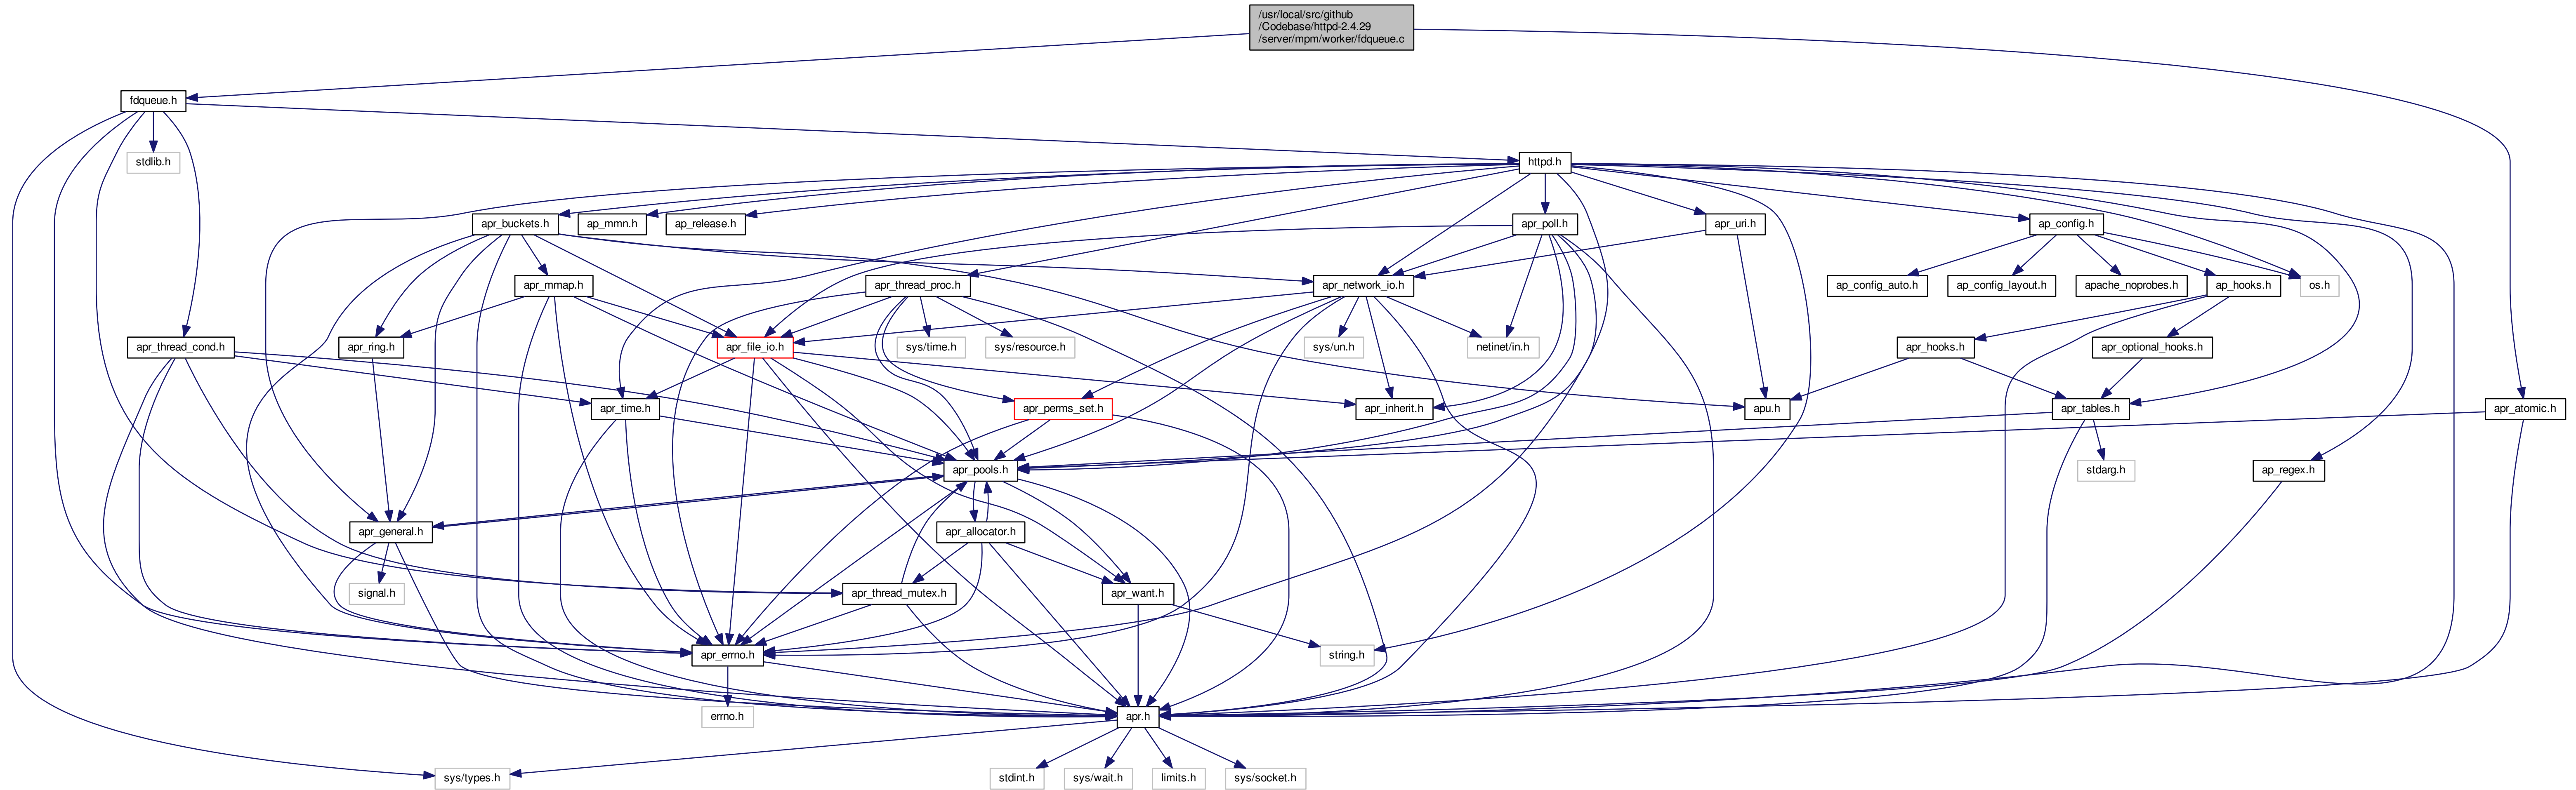 /usr/local/src/github
/Codebase/httpd-2.4.29
/server/mpm/worker/fdqueue.c
fdqueue.h
stdlib.h
httpd.h
apr_buckets.h
ap_mmn.h
ap_release.h
apr_poll.h
apr_uri.h
ap_config.h
apr_mmap.h
apr_thread_proc.h
apr_network_io.h
ap_config_auto.h
ap_config_layout.h
apache_noprobes.h
ap_hooks.h
os.h
apr_thread_cond.h
apr_ring.h
apr_file_io.h
sys/time.h
sys/resource.h
sys/un.h
netinet/in.h
apr_hooks.h
apr_optional_hooks.h
apr_time.h
apr_perms_set.h
apr_inherit.h
apu.h
apr_tables.h
apr_atomic.h
apr_pools.h
stdarg.h
ap_regex.h
apr_general.h
apr_allocator.h
signal.h
apr_thread_mutex.h
apr_want.h
apr_errno.h
string.h
errno.h
apr.h
sys/types.h
stdint.h
sys/wait.h
limits.h
sys/socket.h